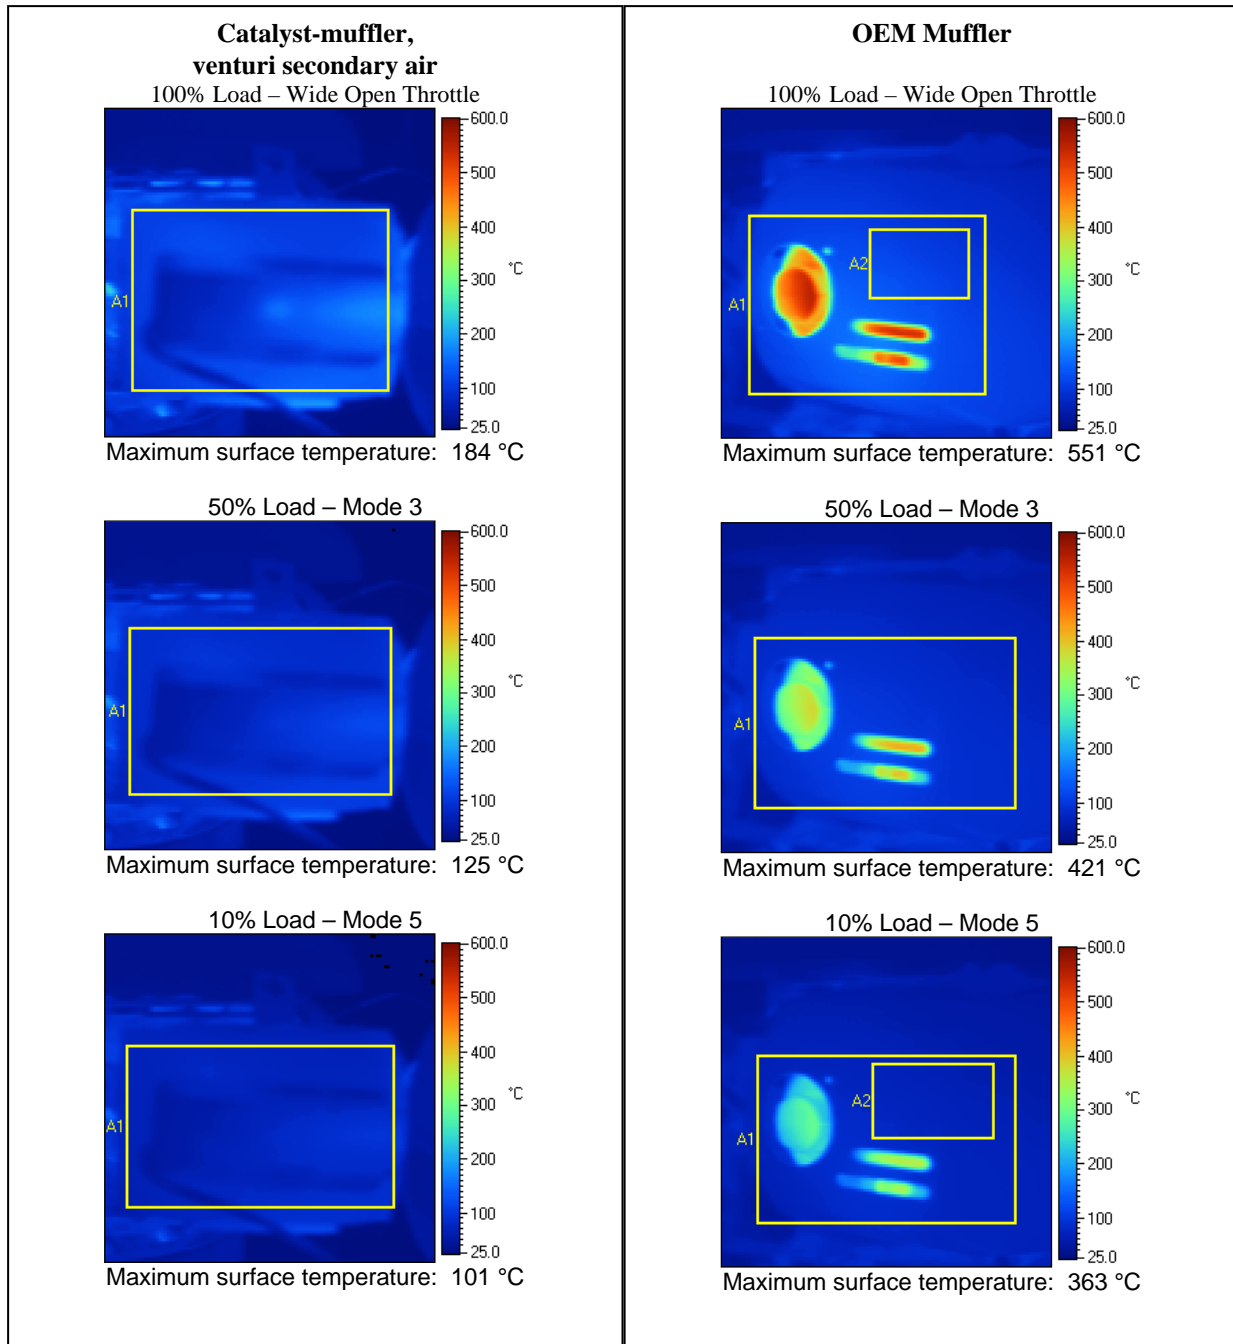 Catalyst-muffler,
venturi secondary air
100% Load – Wide Open Throttle
600.0
500
400
°C
300
200
100
25.0
A1
Maximum surface temperature: 184 °C
50% Load – Mode 3
600.0
500
400
°C
300
200
100
25.0
A1
Maximum surface temperature: 125 °C
10% Load – Mode 5
600.0
500
400
°C
300
200
100
25.0
A1
Maximum surface temperature: 101 °C
OEM Muffler
100% Load – Wide Open Throttle
600.0
500
400
°C
300
200
100
25.0
A2
A1
Maximum surface temperature: 551 °C
50% Load – Mode 3
600.0
500
400
°C
300
200
100
25.0
A1
Maximum surface temperature: 421 °C
10% Load – Mode 5
600.0
500
400
°C
300
200
100
25.0
A2
A1
Maximum surface temperature: 363 °C